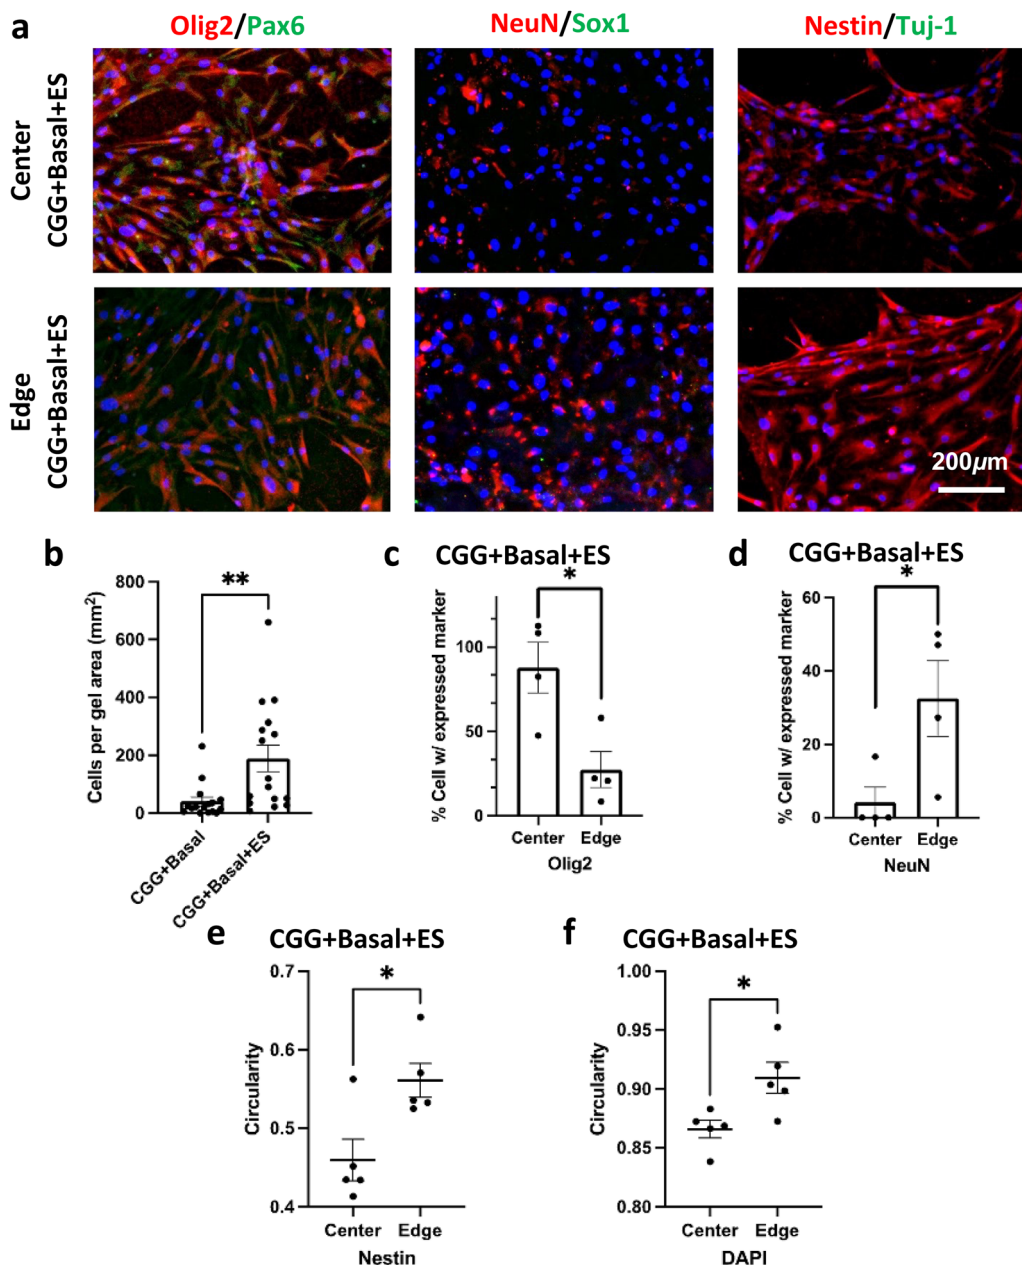 a
Olig2/Pax6
NeuN/Sox1
Nestin/Tuj-1
Center
CGG+Basal+ES
Edge
CGG+Basal+ES
200µm
b
Cells per gel area (mm²)
800
600
400
200
0
**
CGG+Basal
CGG+Basal+ES
c
CGG+Basal+ES
% Cell w/ expressed marker
100
50
0
*
Center
Edge
Olig2
d
CGG+Basal+ES
% Cell w/ expressed marker
60
40
20
0
*
Center
Edge
NeuN
e
CGG+Basal+ES
Circularity
0.7
0.6
0.5
0.4
*
Center
Edge
Nestin
f
CGG+Basal+ES
Circularity
1.00
0.95
0.90
0.85
0.80
*
Center
Edge
DAPI